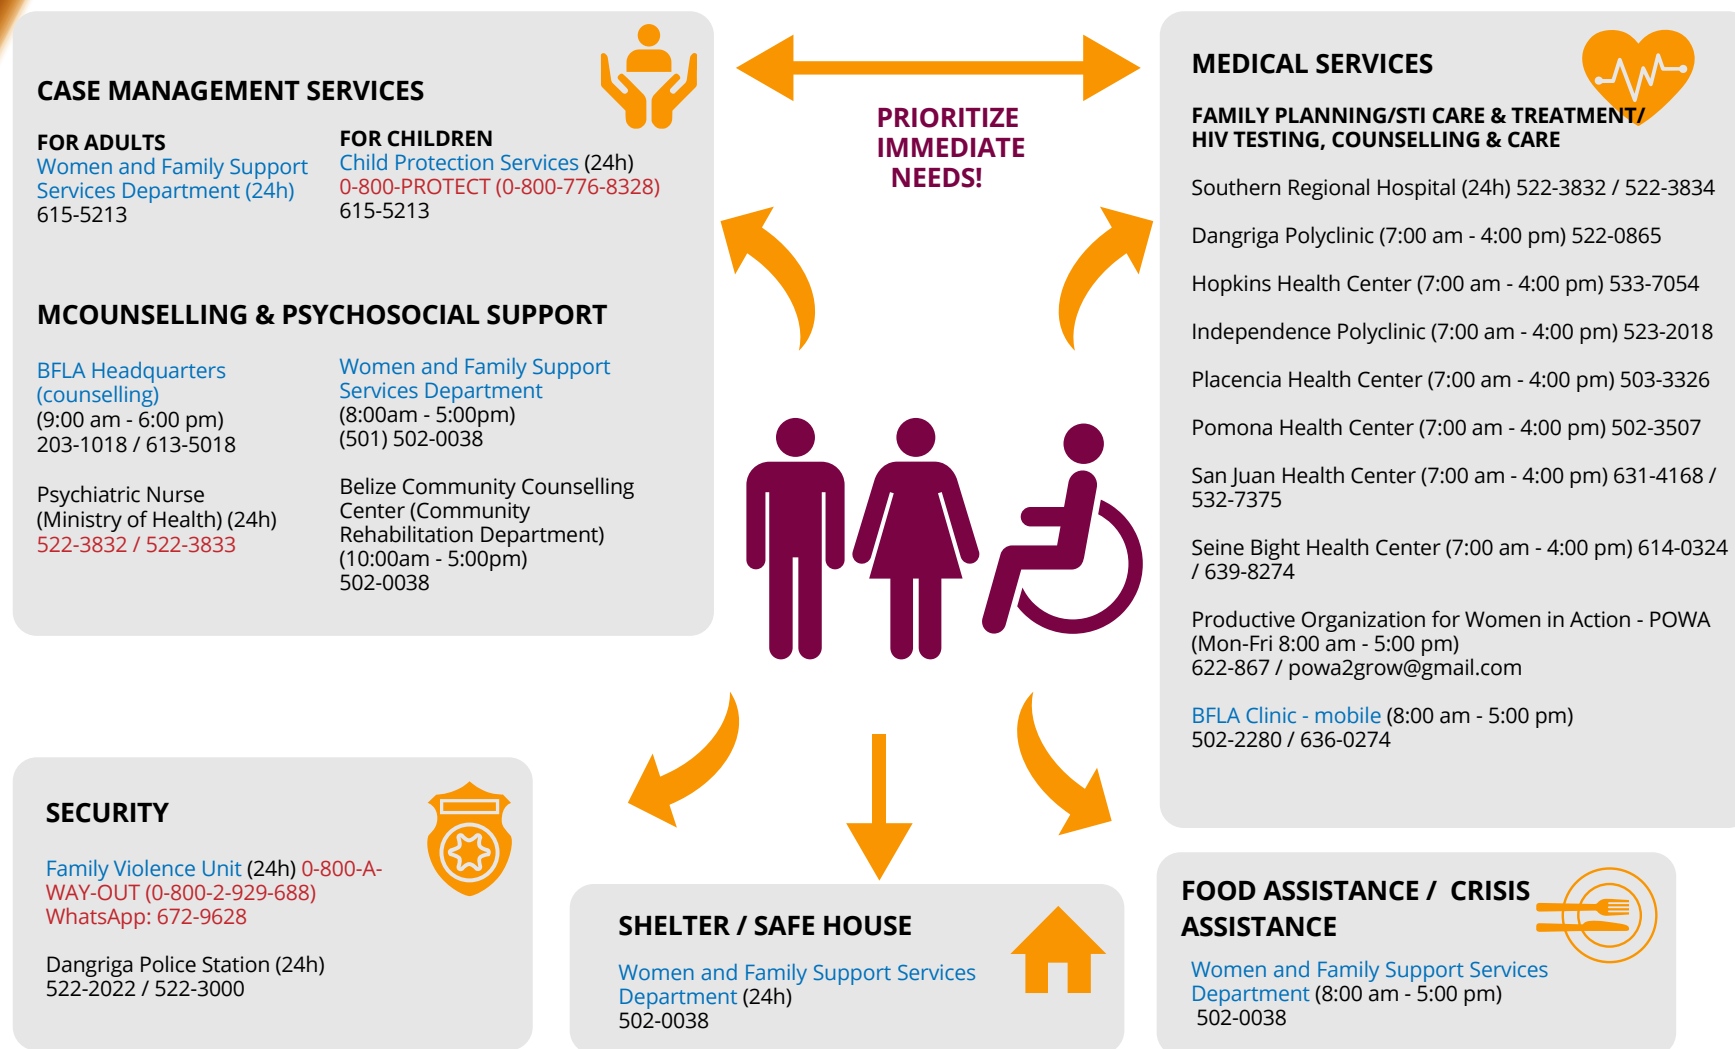 CASE MANAGEMENT SERVICES
FOR ADULTS
Women and Family Support
Services Department (24h)
615-5213
FOR CHILDREN
Child Protection Services (24h)
0-800-PROTECT (0-800-776-8328)
615-5213
MCOUNSELLING & PSYCHOSOCIAL SUPPORT
BFLA Headquarters
(counselling)
(9:00 am - 6:00 pm)
203-1018 / 613-5018
Psychiatric Nurse
(Ministry of Health) (24h)
522-3832 / 522-3833
Women and Family Support
Services Department
(8:00am - 5:00pm)
(501) 502-0038
Belize Community Counselling
Center (Community
Rehabilitation Department)
(10:00am - 5:00pm)
502-0038
PRIORITIZE
IMMEDIATE
NEEDS!
MEDICAL SERVICES
FAMILY PLANNING/STI CARE & TREATMENT/
HIV TESTING, COUNSELLING & CARE
Southern Regional Hospital (24h) 522-3832 / 522-3834
Dangriga Polyclinic (7:00 am - 4:00 pm) 522-0865
Hopkins Health Center (7:00 am - 4:00 pm) 533-7054
Independence Polyclinic (7:00 am - 4:00 pm) 523-2018
Placencia Health Center (7:00 am - 4:00 pm) 503-3326
Pomona Health Center (7:00 am - 4:00 pm) 502-3507
San Juan Health Center (7:00 am - 4:00 pm) 631-4168 /
532-7375
Seine Bight Health Center (7:00 am - 4:00 pm) 614-0324
/ 639-8274
Productive Organization for Women in Action - POWA
(Mon-Fri 8:00 am - 5:00 pm)
622-867 / powa2grow@gmail.com
BFLA Clinic - mobile (8:00 am - 5:00 pm)
502-2280 / 636-0274
SECURITY
Family Violence Unit (24h) 0-800-A-
WAY-OUT (0-800-2-929-688)
WhatsApp: 672-9628
Dangriga Police Station (24h)
522-2022 / 522-3000
SHELTER / SAFE HOUSE
Women and Family Support Services
Department (24h)
502-0038
FOOD ASSISTANCE / CRISIS
ASSISTANCE
Women and Family Support Services
Department (8:00 am - 5:00 pm)
502-0038